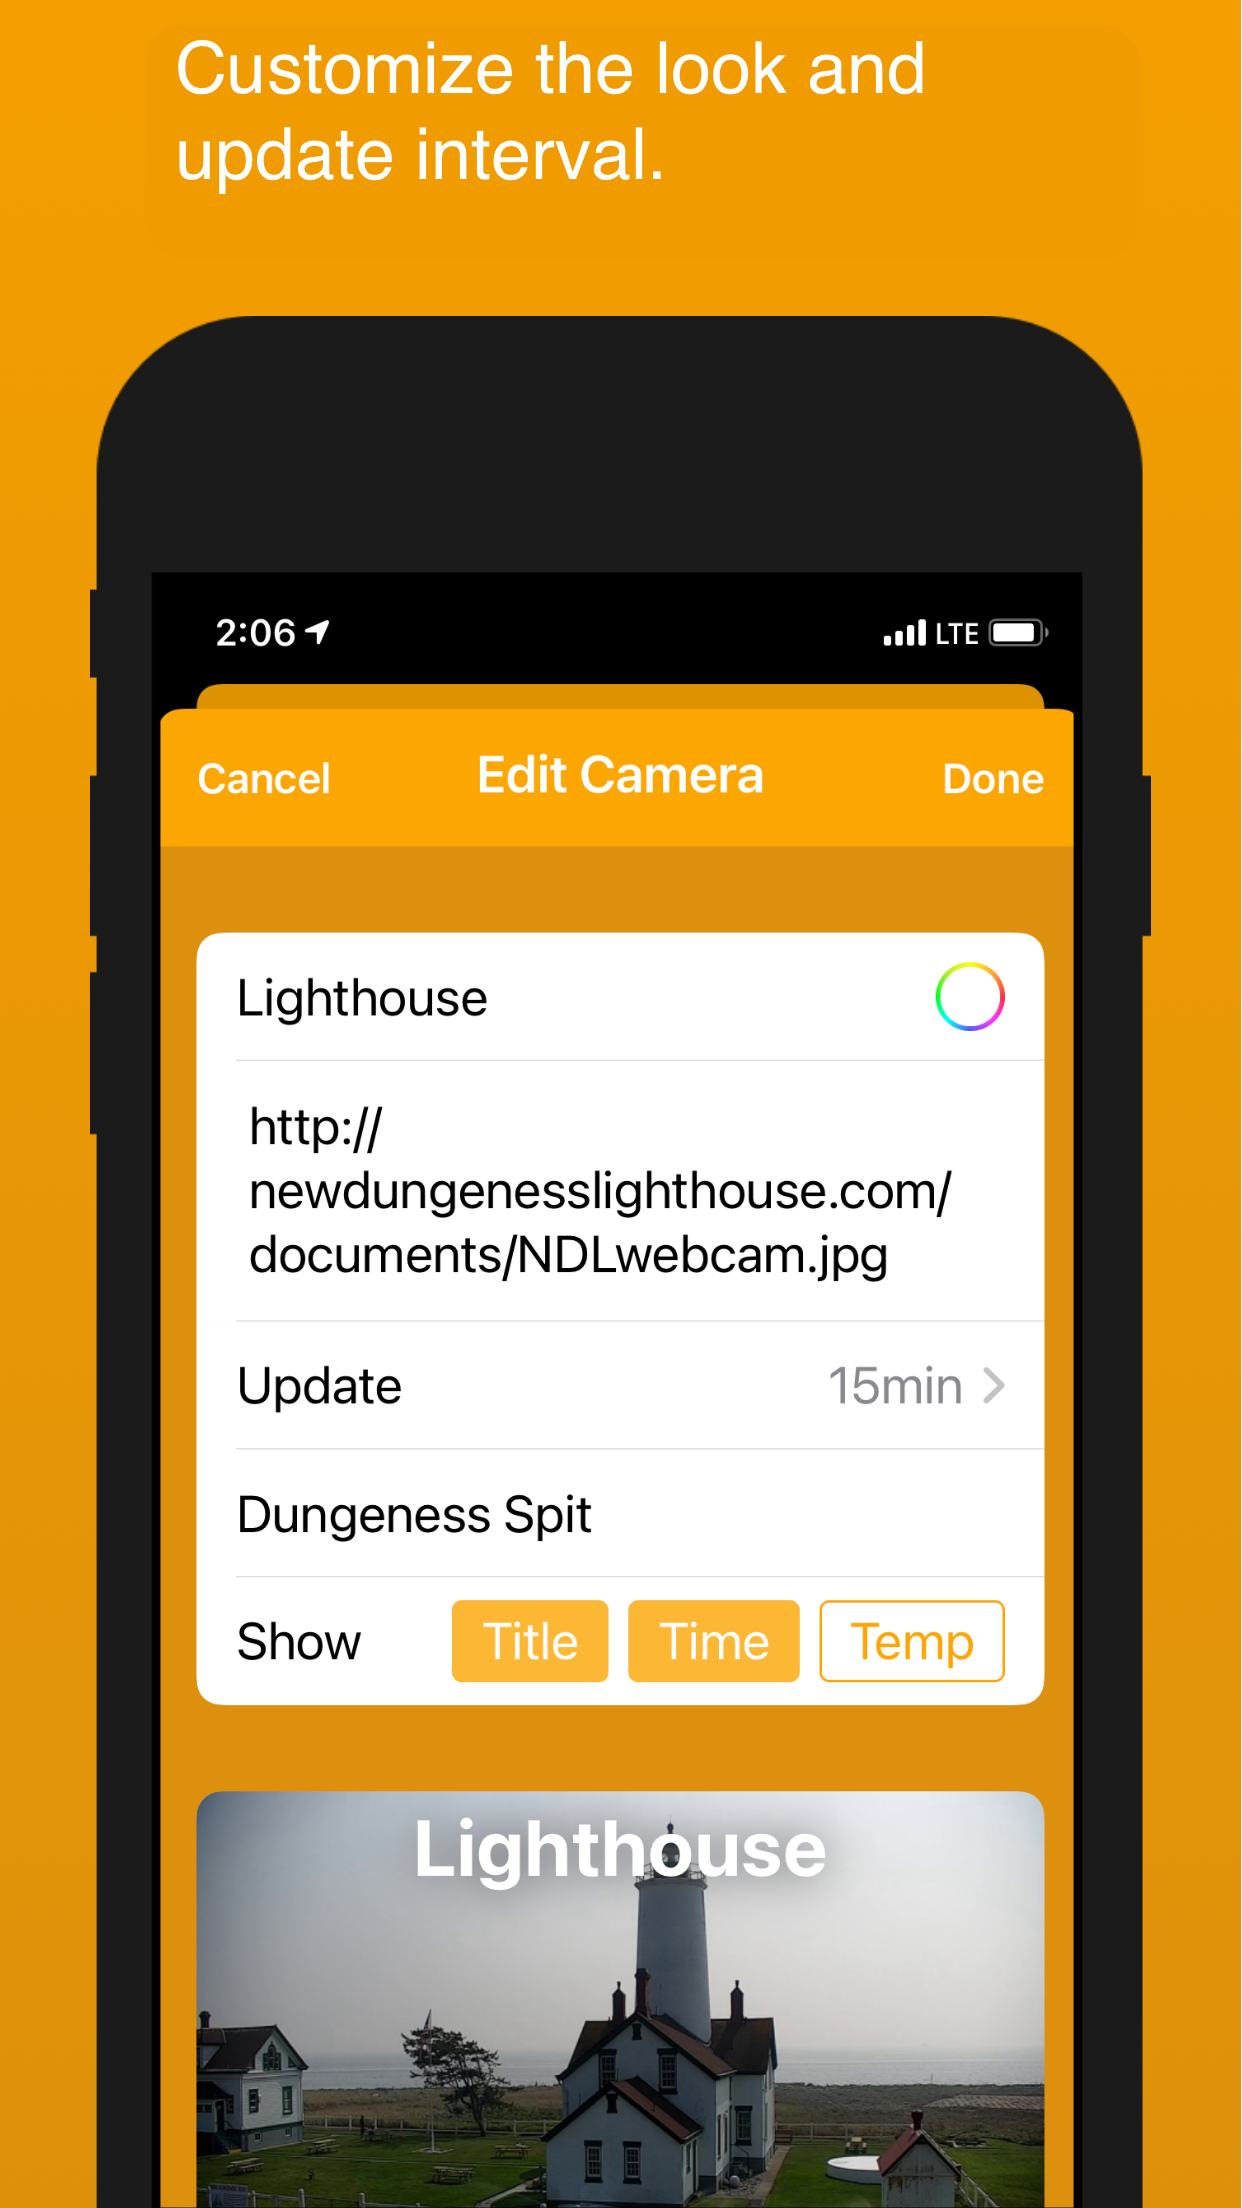 Customize the look and
update interval.
2:06 LTE
Cancel Edit Camera Done
Lighthouse
http://
newdungenesslighthouse.com/
documents/NDLwebcam.jpg
Update 15min
Dungeness Spit
Show Title Time Temp
Lighthouse